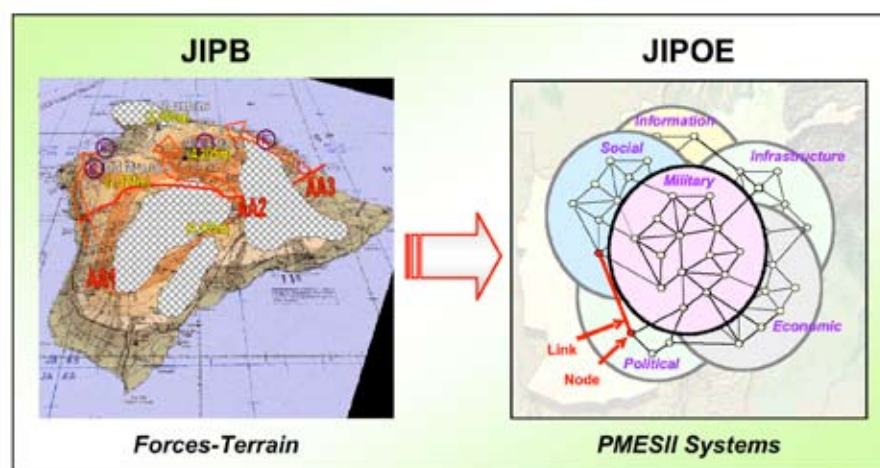 JIPB
JIPOE
AA1
AA2
AA3
Information
Social
Infrastructure
Military
Economic
Link
Political
Node
Forces-Terrain
PMESII Systems